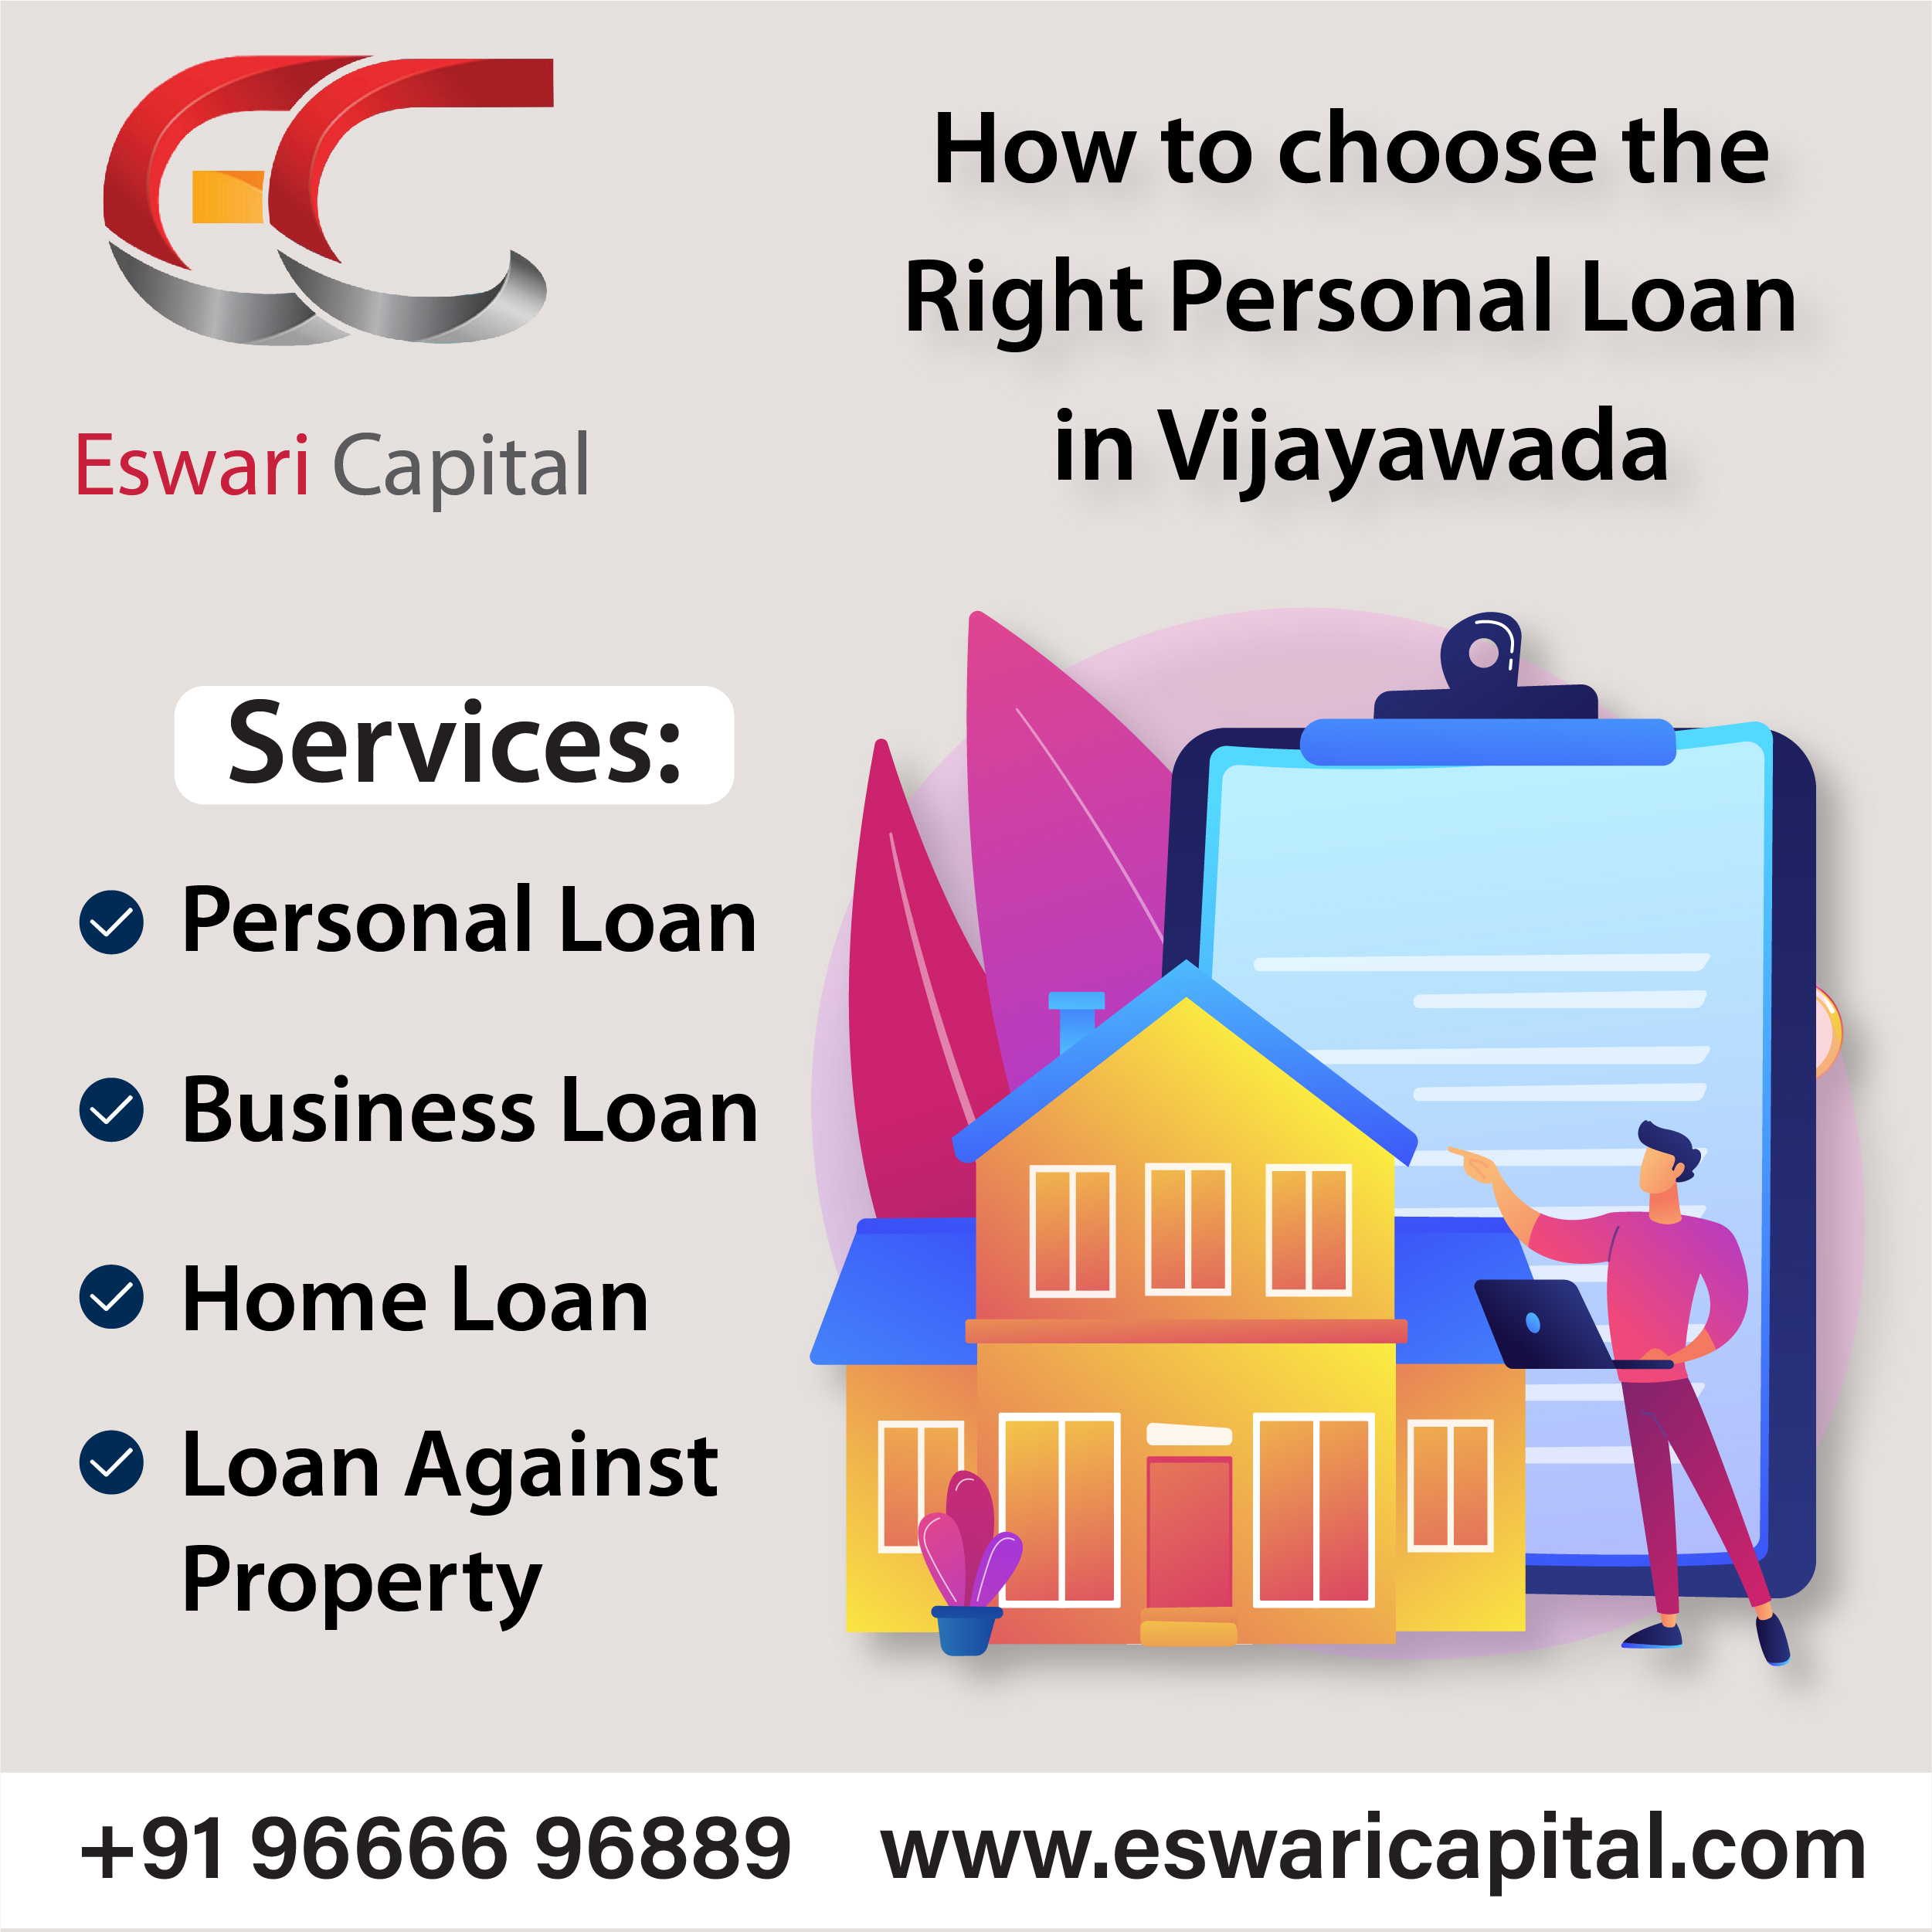 Eswari Capital
How to choose the
Right Personal Loan
in Vijayawada
Services:
Personal Loan
Business Loan
Home Loan
Loan Against
Property
+91 96666 96889
www.eswaricapital.com